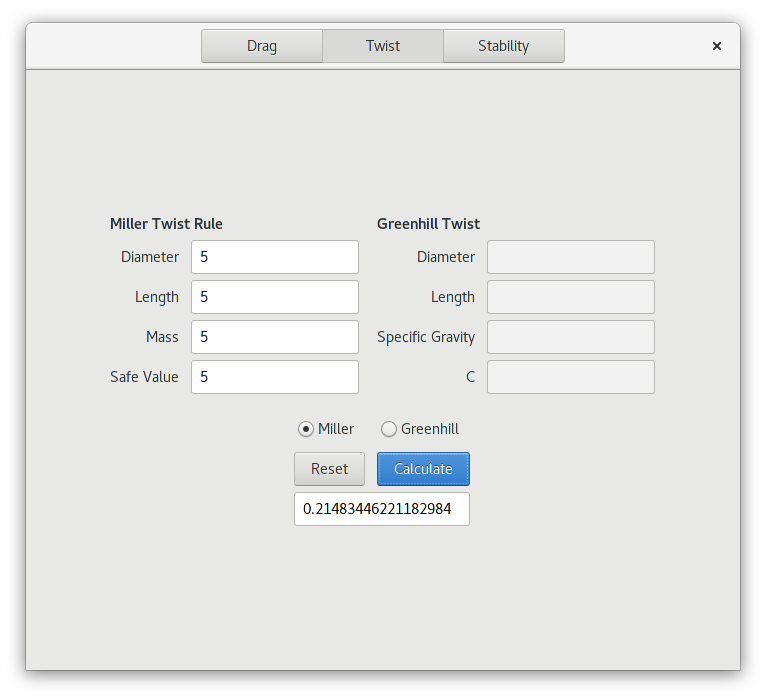 Drag Twist Stability
Miller Twist Rule
Diameter 5
Length 5
Mass 5
Safe Value 5
Greenhill Twist
Diameter
Length
Specific Gravity
C
Miller Greenhill
Reset Calculate
0.21483446221182984